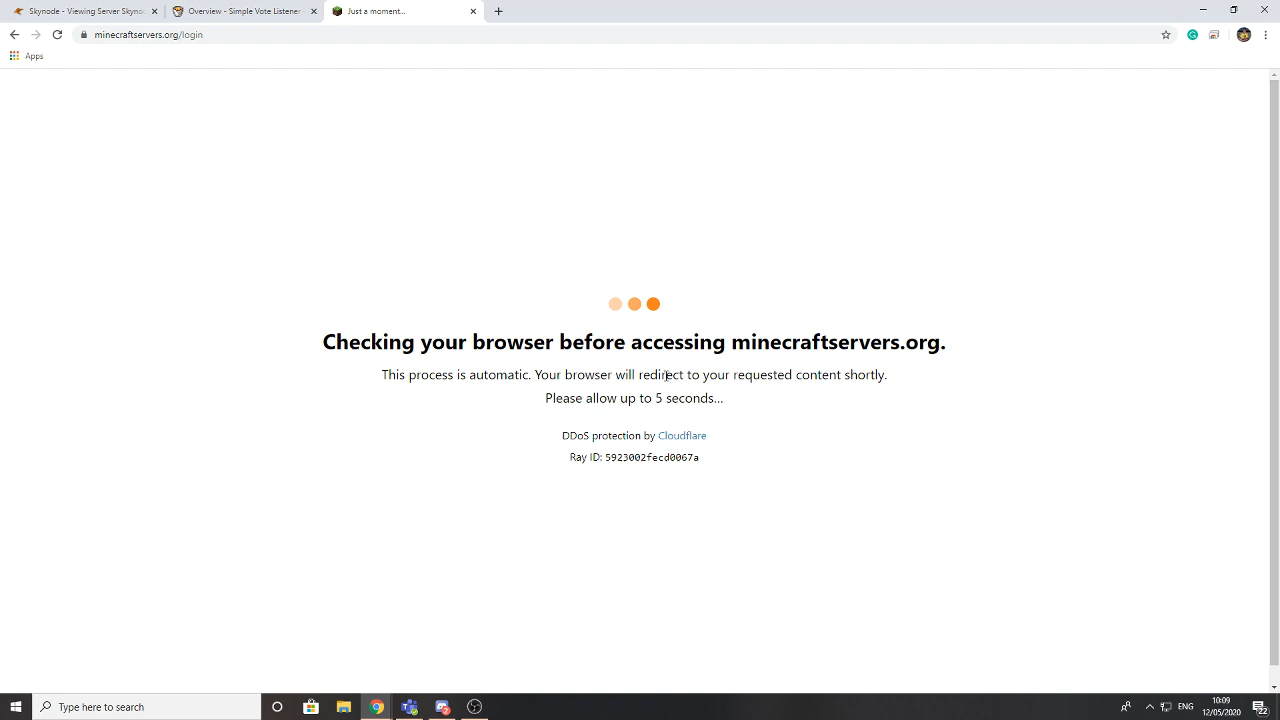 Skynode - Viewing Server Skyno
Overview - Simple Vote Listener
Just a moment...
minecraftservers.org/login
Apps
Checking your browser before accessing minecraftservers.org.
This process is automatic. Your browser will redirect to your requested content shortly.
Please allow up to 5 seconds...
DDoS protection by Cloudflare
Ray ID: 5923002fecd0067a
Type here to search
ENG
10:09
12/05/2020
22